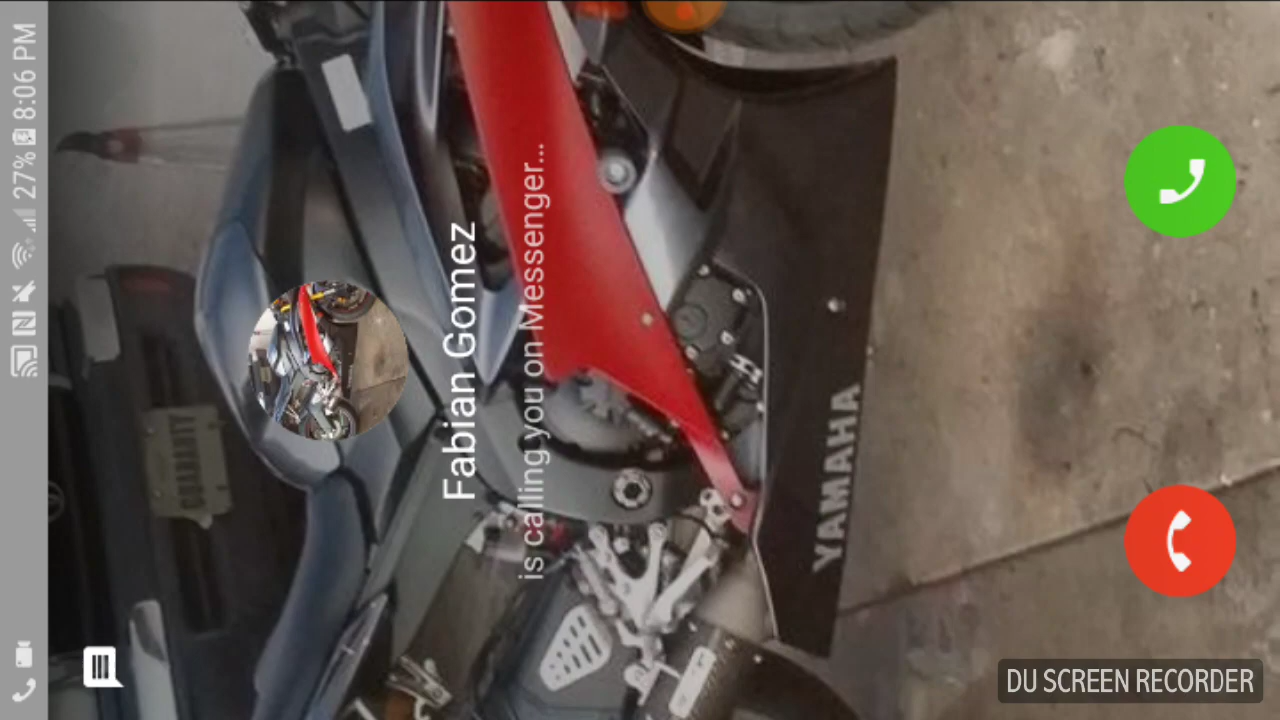 27% 8:06 PM
Fabian Gomez
is calling you on Messenger...
YAMAHA
DU SCREEN RECORDER